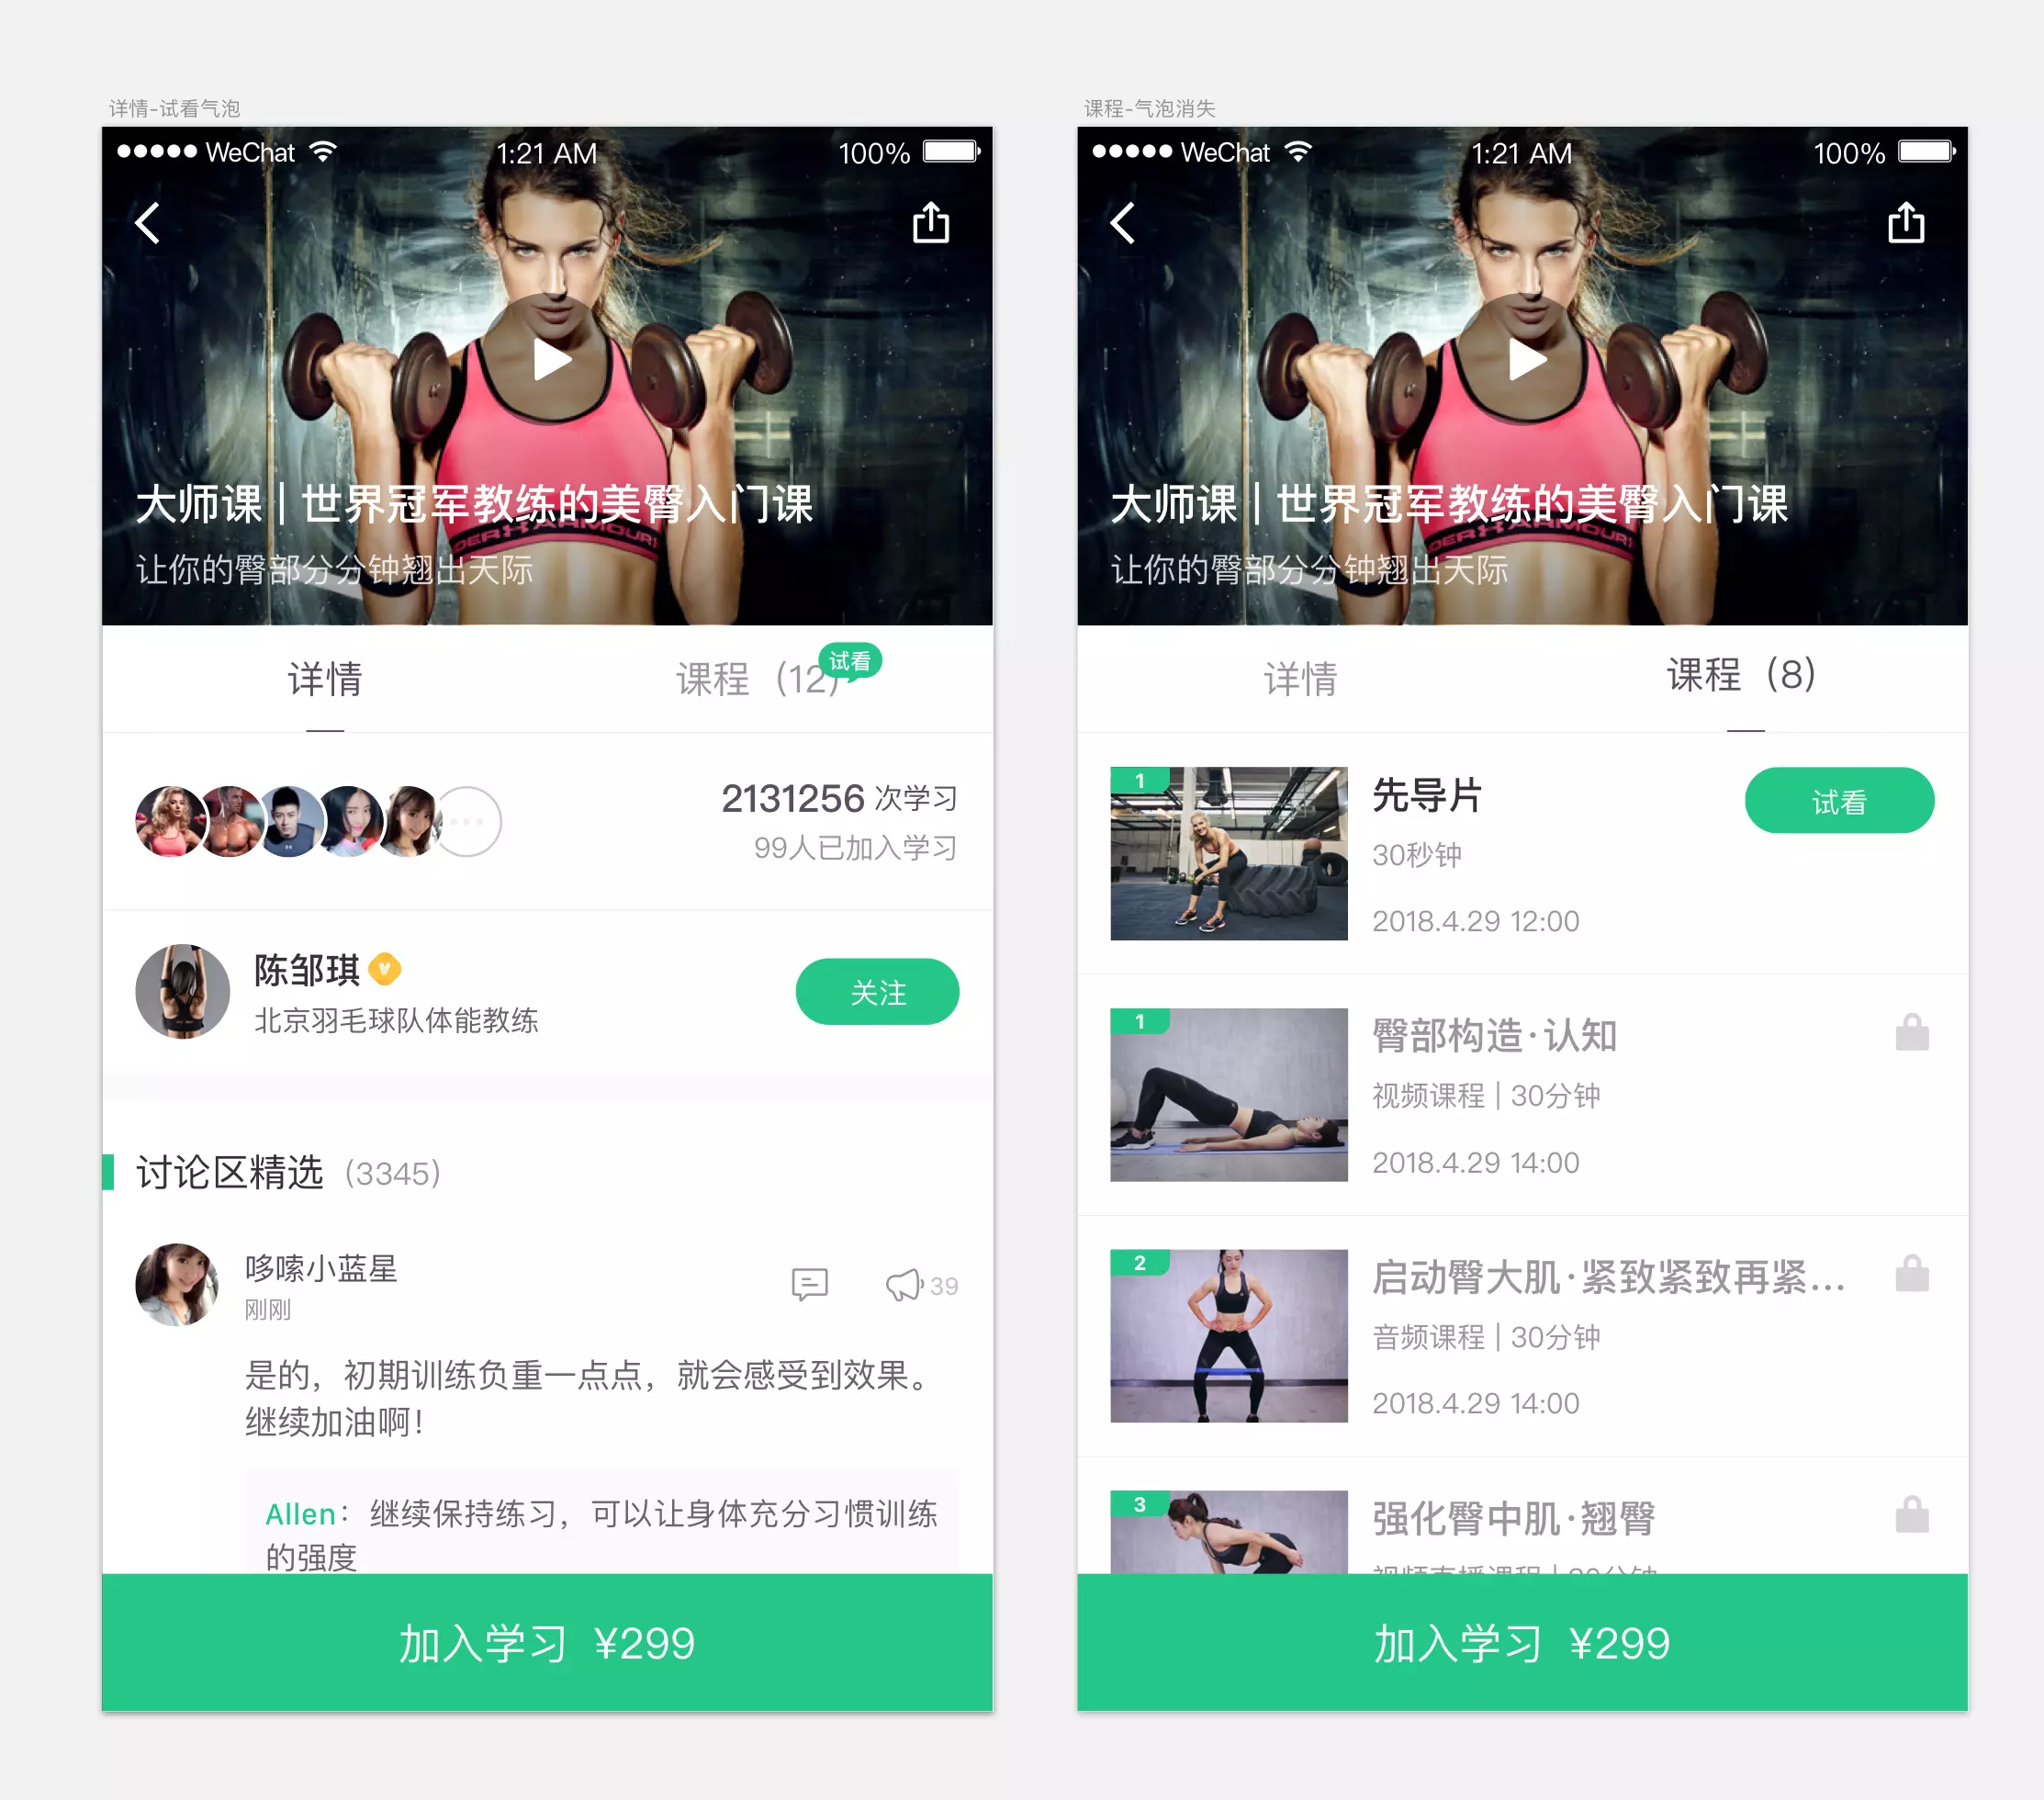 详情-试看气泡
WeChat 1:21 AM 100%
大师课 | 世界冠军教练的美臀入门课
让你的臀部分分钟翘出天际
详情
课程（12）
试看
2131256 次学习
99人已加入学习
陈邹琪
北京羽毛球队体能教练
关注
讨论区精选（3345）
哆嗦小蓝星
刚刚
39
是的，初期训练负重一点点，就会感受到效果。
继续加油啊！
Allen：继续保持练习，可以让身体充分习惯训练
的强度
加入学习 ¥299
课程-气泡消失
WeChat 1:21 AM 100%
大师课 | 世界冠军教练的美臀入门课
让你的臀部分分钟翘出天际
详情
课程（8）
1
先导片
试看
30秒钟
2018.4.29 12:00
1
臀部构造·认知
视频课程 | 30分钟
2018.4.29 14:00
2
启动臀大肌·紧致紧致再紧...
音频课程 | 30分钟
2018.4.29 14:00
3
强化臀中肌·翘臀
视频直播课程 | 30分钟
加入学习 ¥299